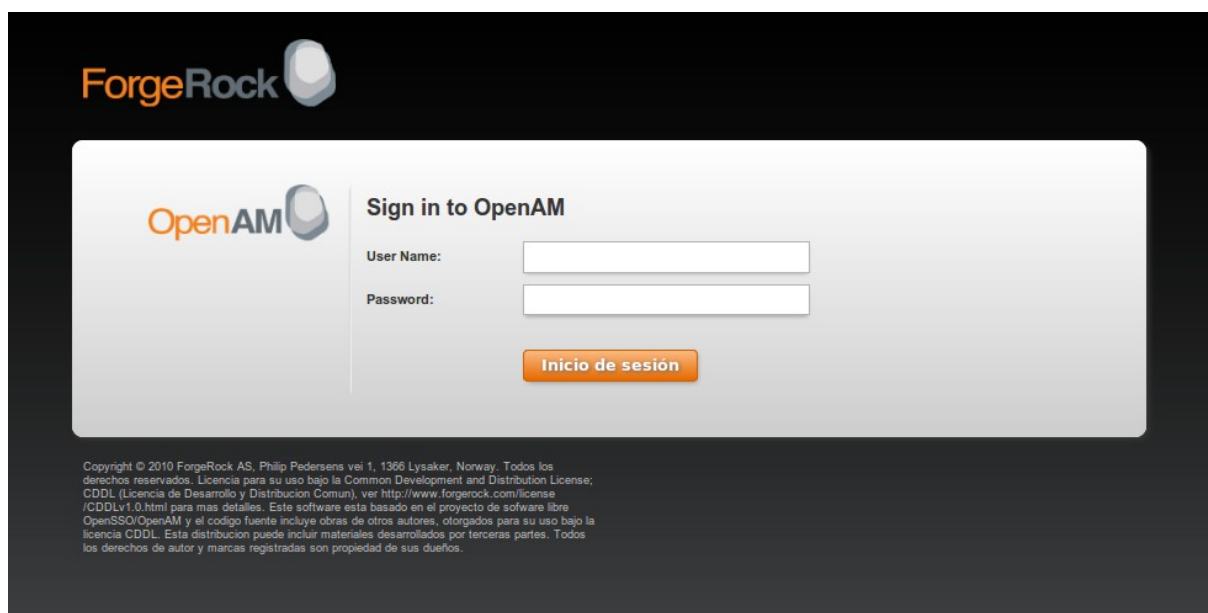 ForgeRock
OpenAM
Sign in to OpenAM
User Name:
Password:
Inicio de sesión
Copyright © 2010 ForgeRock AS, Philip Pedersens vei 1, 1366 Lysaker, Norway. Todos los
derechos reservados. Licencia para su uso bajo la Common Development and Distribution License;
CDDL (Licencia de Desarrollo y Distribucion Comun), ver http://www.forgerock.com/license
/CDDLv1.0.html para mas detalles. Este software esta basado en el proyecto de sofware libre
OpenSSO/OpenAM y el codigo fuente incluye obras de otros autores, otorgados para su uso bajo la
licencia CDDL. Esta distribucion puede incluir materiales desarrollados por terceras partes. Todos
los derechos de autor y marcas registradas son propiedad de sus dueños.